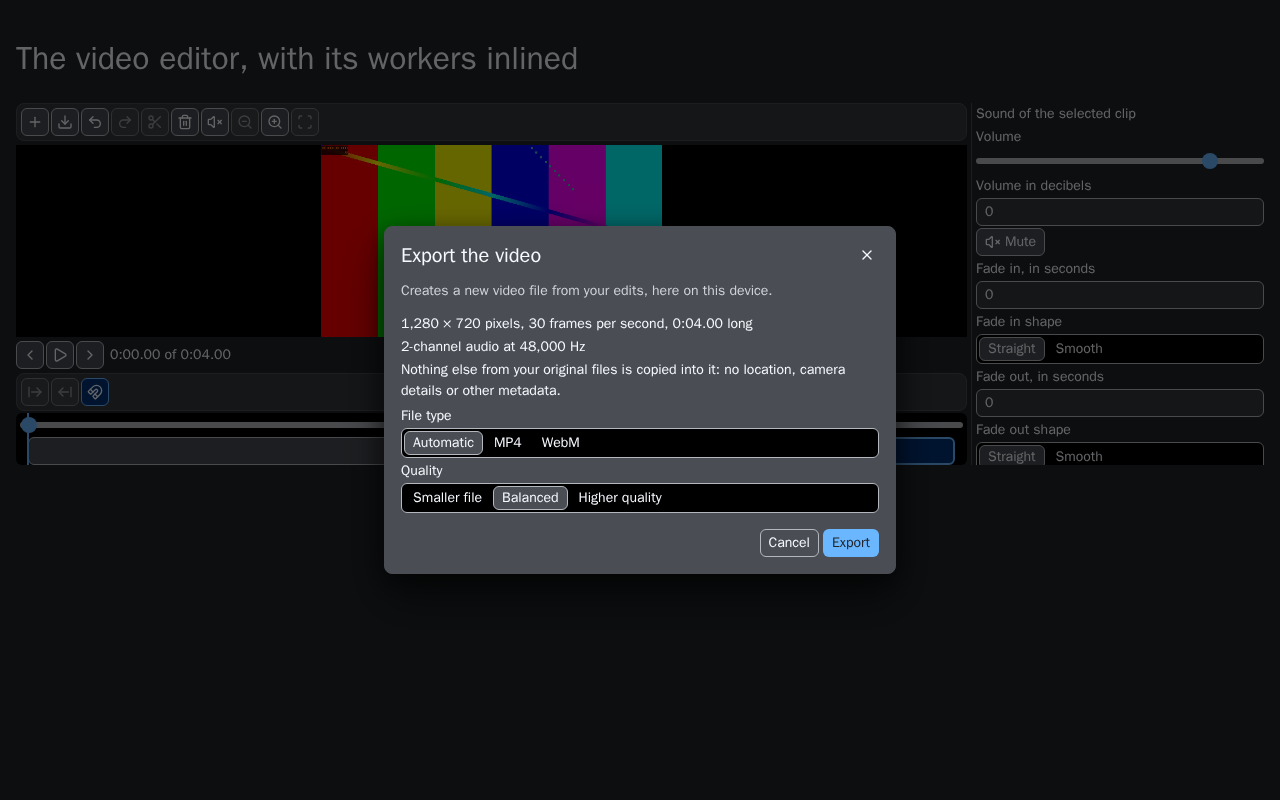 The video editor, with its workers inlined
Sound of the selected clip
Volume
Volume in decibels
0
Mute
Fade in, in seconds
0
Fade in shape
Straight Smooth
Fade out, in seconds
0
Fade out shape
Straight Smooth
0:00.00 of 0:04.00
Export the video
Creates a new video file from your edits, here on this device.
1,280 × 720 pixels, 30 frames per second, 0:04.00 long
2-channel audio at 48,000 Hz
Nothing else from your original files is copied into it: no location, camera
details or other metadata.
File type
Automatic MP4 WebM
Quality
Smaller file Balanced Higher quality
Cancel Export